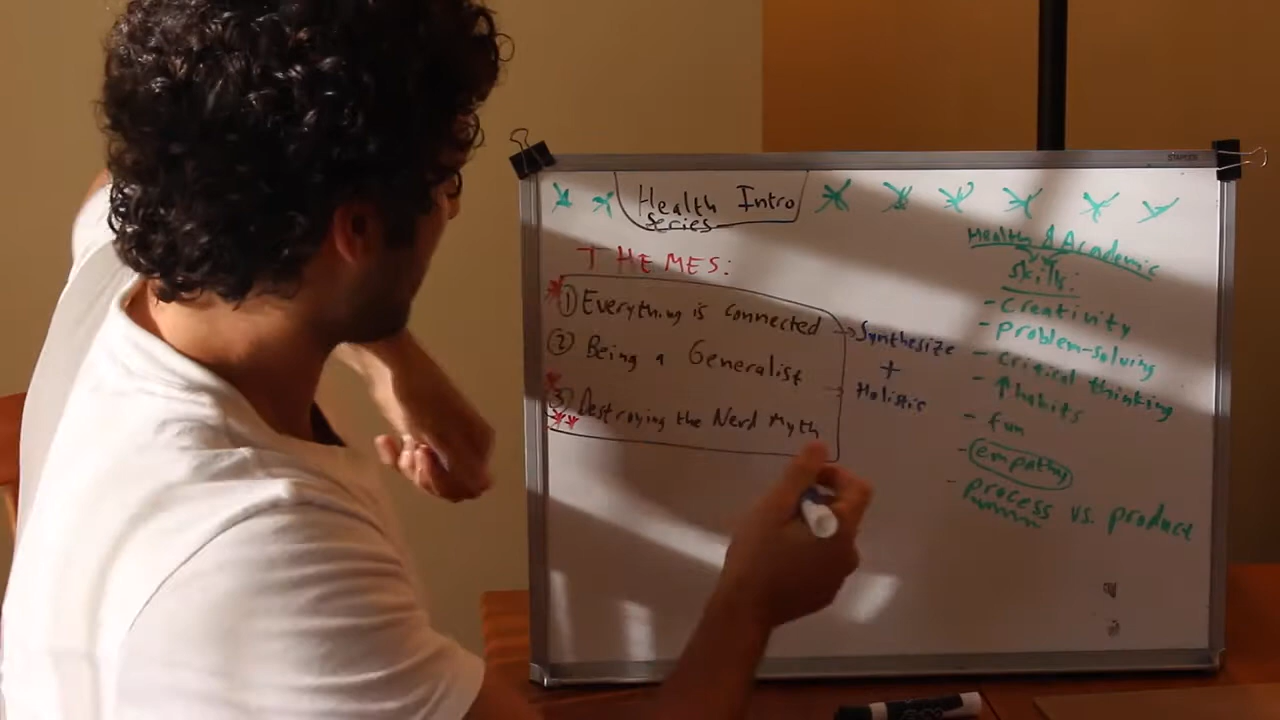 Health Intro
series
THEMES:
① Everything is connected
② Being a Generalist
③ Destroying the Nerd Myth
Synthesize
+
Holistic
Health & Academic
skills:
- creativity
- problem-solving
- critical thinking
- ↑ habits
- fun
- empathy
- process vs. product
STAPLES